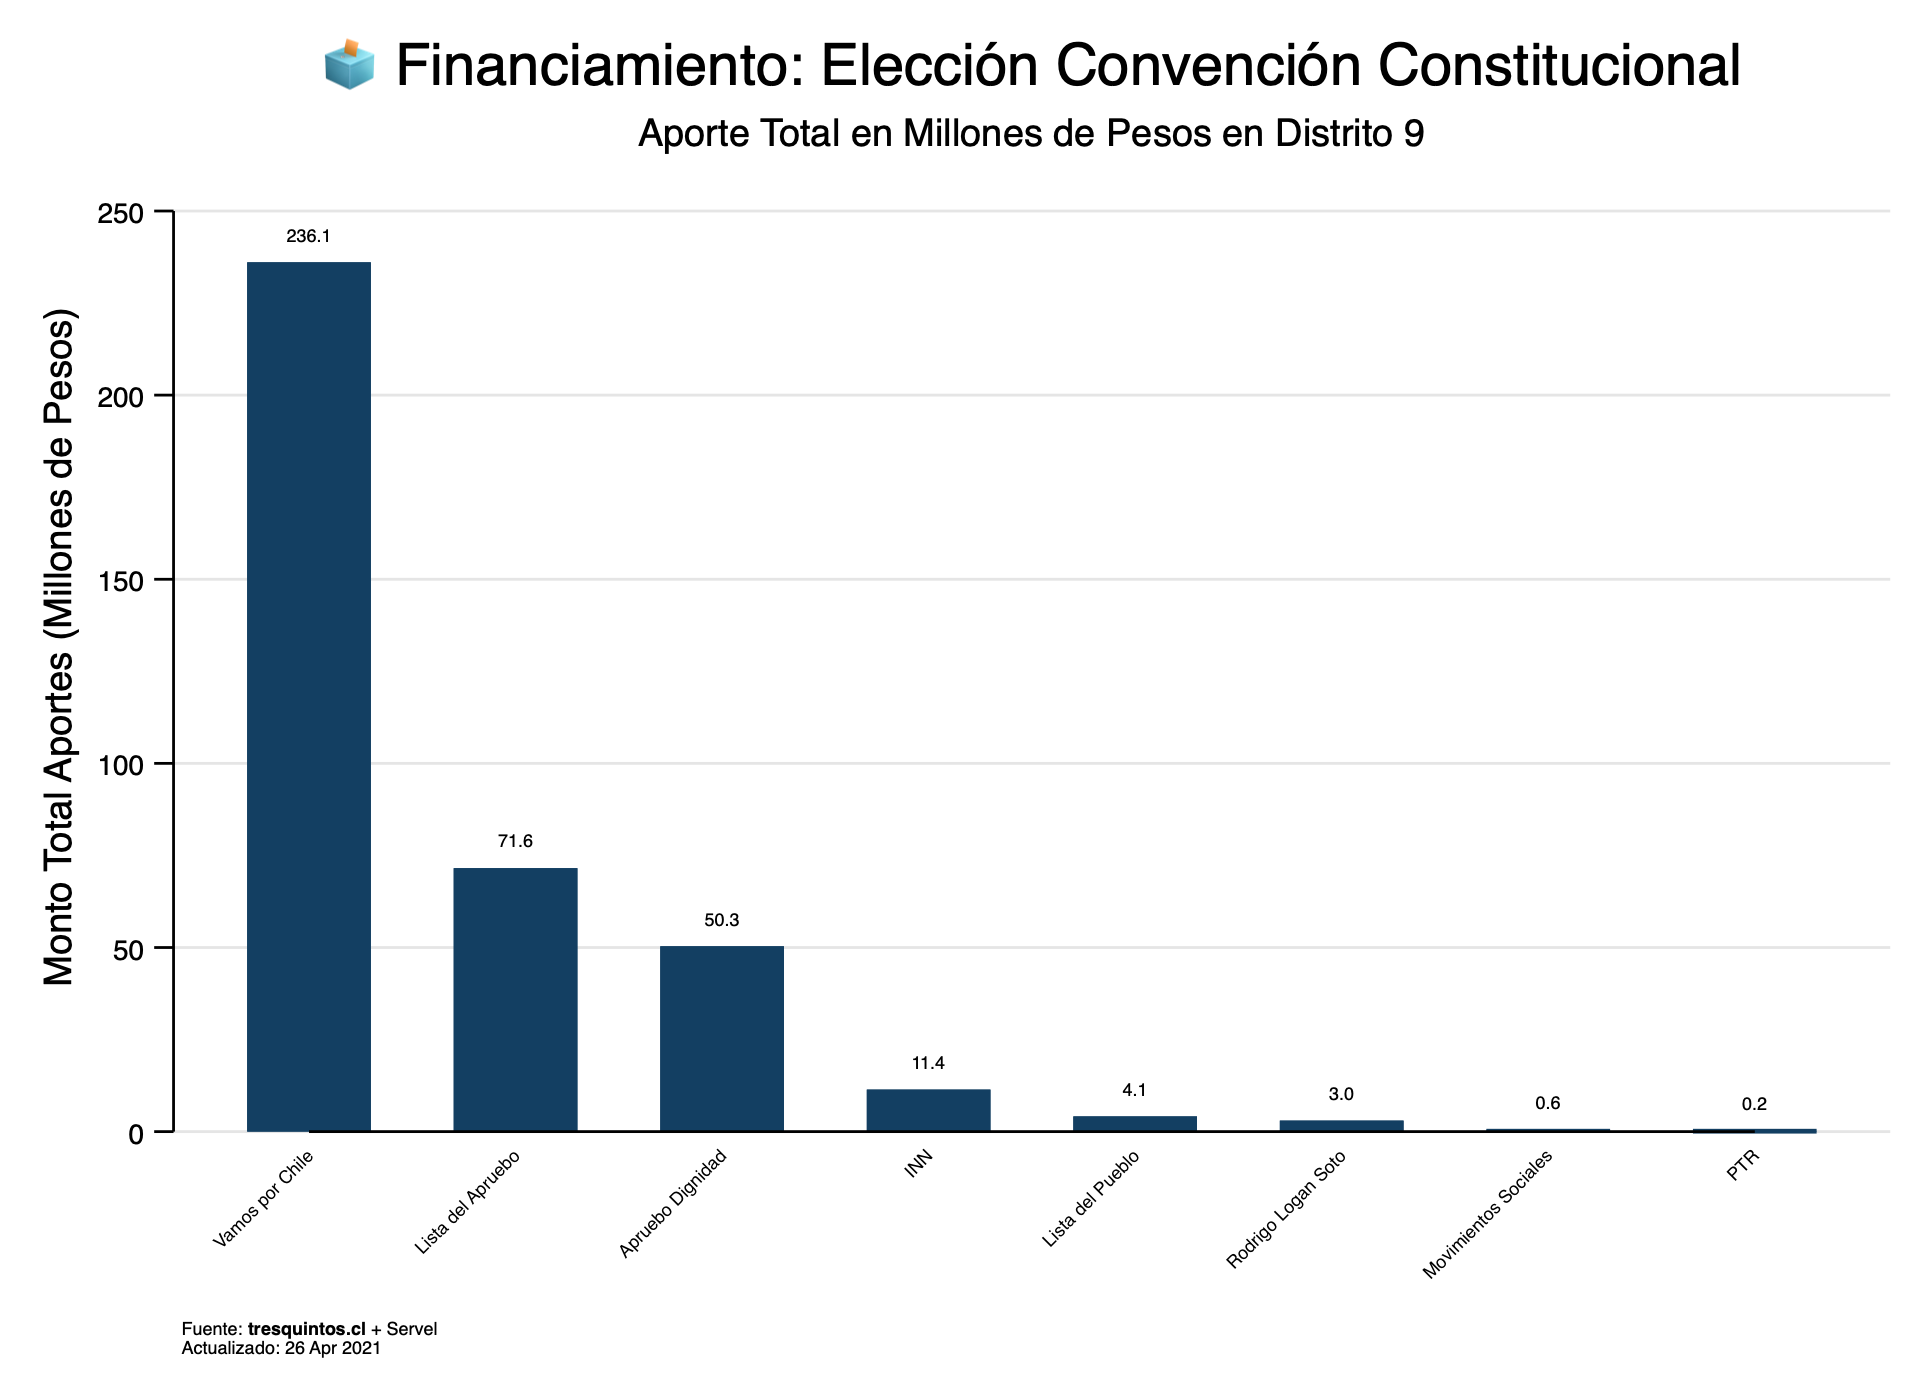 Financiamiento: Elección Convención Constitucional
Aporte Total en Millones de Pesos en Distrito 9
Monto Total Aportes (Millones de Pesos)
250
200
150
100
50
0
236.1
71.6
50.3
11.4
4.1
3.0
0.6
0.2
Vamos por Chile
Lista del Apruebo
Apruebo Dignidad
INN
Lista del Pueblo
Rodrigo Logan Soto
Movimientos Sociales
PTR
Fuente: tresquintos.cl + Servel
Actualizado: 26 Apr 2021